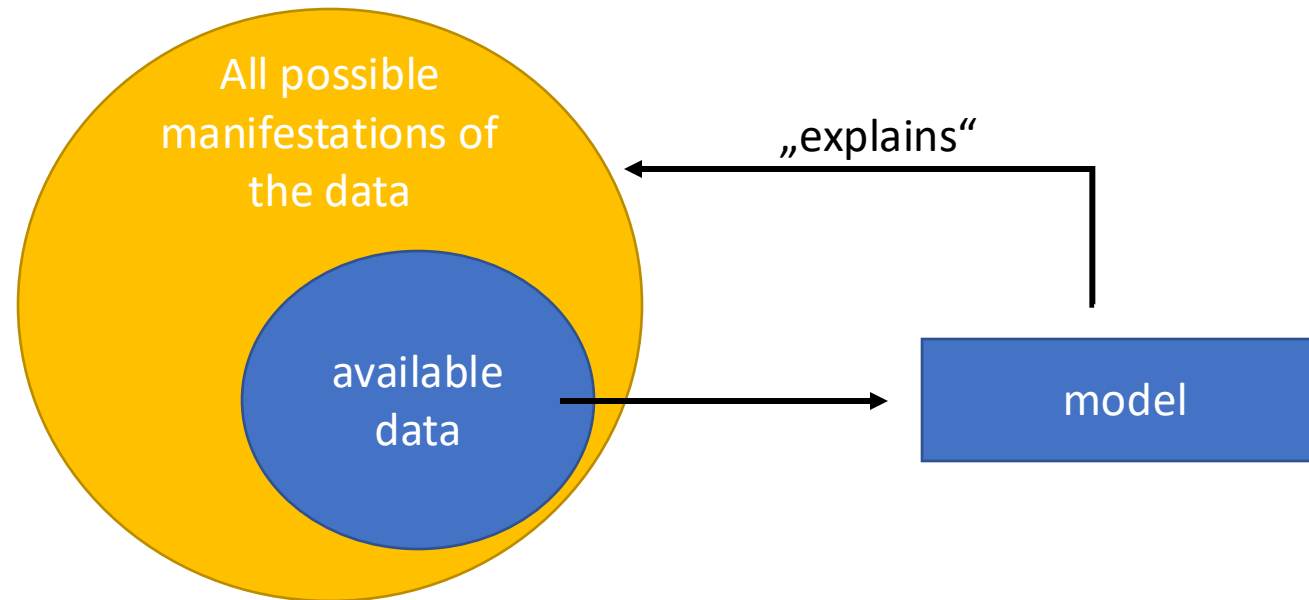 All possible
manifestations of
the data
„explains“
available
data
model